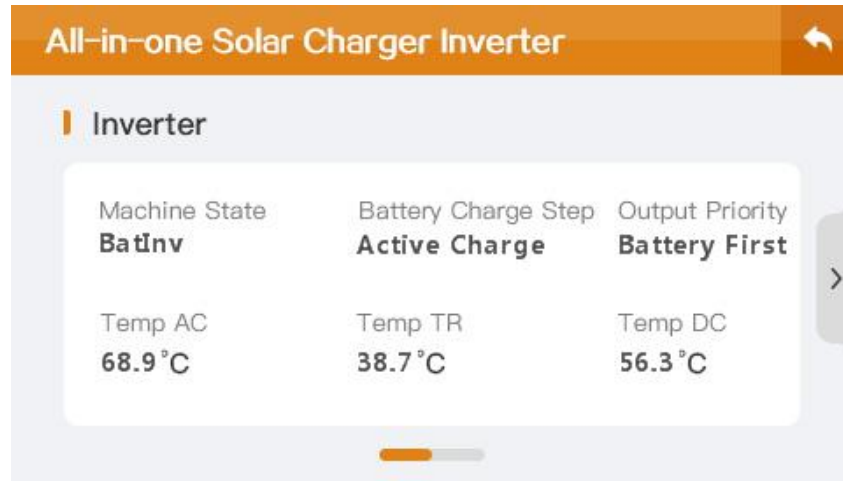 All-in-one Solar Charger Inverter
Inverter
Machine State Battery Charge Step Output Priority
BatInv Active Charge Battery First
Temp AC Temp TR Temp DC
68.9°C 38.7°C 56.3°C